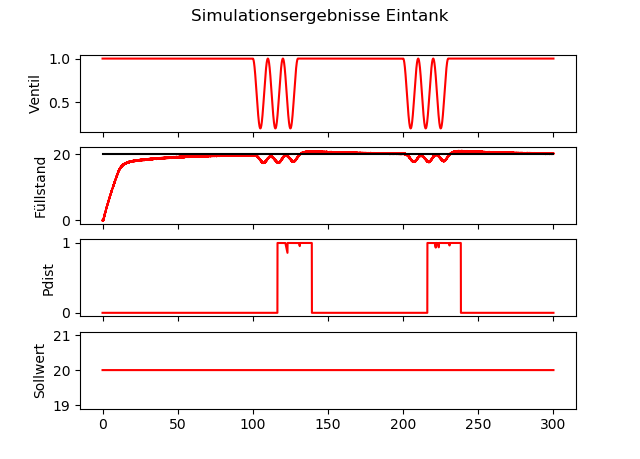 Simulationsergebnisse Eintank
1.0
0.5
Ventil
20
0
Füllstand
1
0
Pdist
21
20
19
Sollwert
0 50 100 150 200 250 300